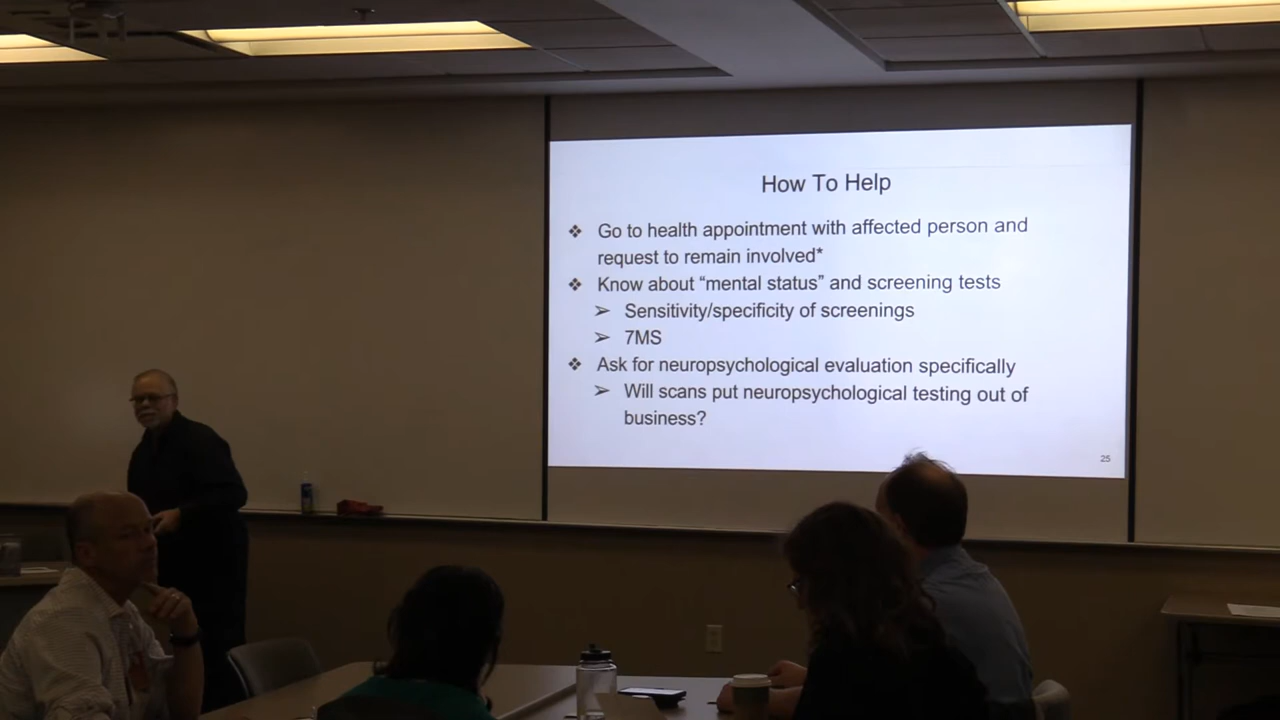 How To Help
❖ Go to health appointment with affected person and
request to remain involved*
❖ Know about “mental status” and screening tests
➢ Sensitivity/specificity of screenings
➢ 7MS
❖ Ask for neuropsychological evaluation specifically
➢ Will scans put neuropsychological testing out of
business?
25